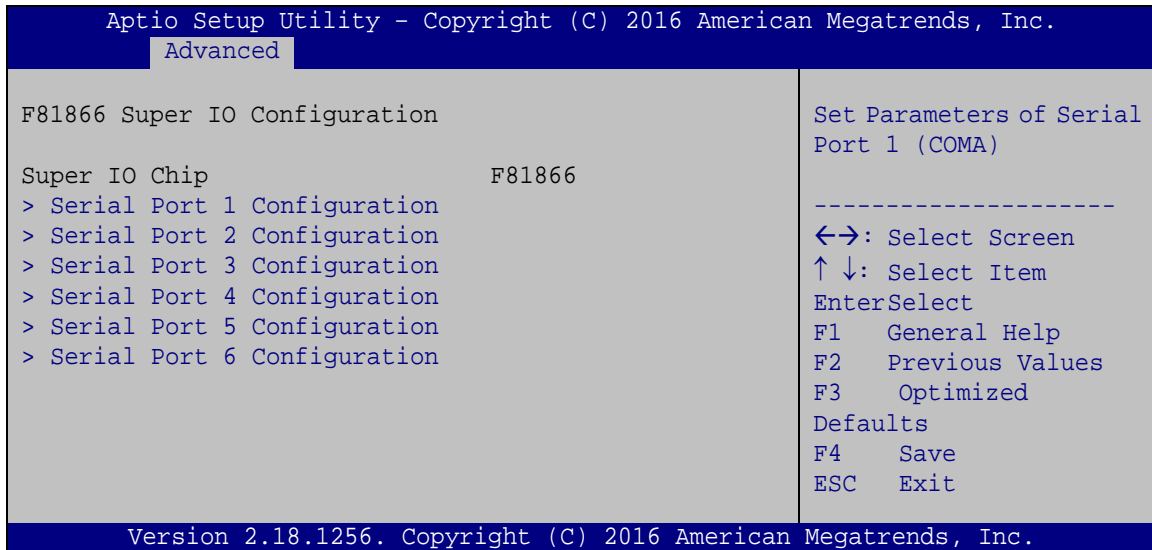 Aptio Setup Utility – Copyright (C) 2016 American Megatrends, Inc.
Advanced
F81866 Super IO Configuration
Super IO Chip F81866
> Serial Port 1 Configuration
> Serial Port 2 Configuration
> Serial Port 3 Configuration
> Serial Port 4 Configuration
> Serial Port 5 Configuration
> Serial Port 6 Configuration
Set Parameters of Serial
Port 1 (COMA)
---------------------
←→: Select Screen
↑ ↓: Select Item
EnterSelect
F1 General Help
F2 Previous Values
F3 Optimized
Defaults
F4 Save
ESC Exit
Version 2.18.1256. Copyright (C) 2016 American Megatrends, Inc.